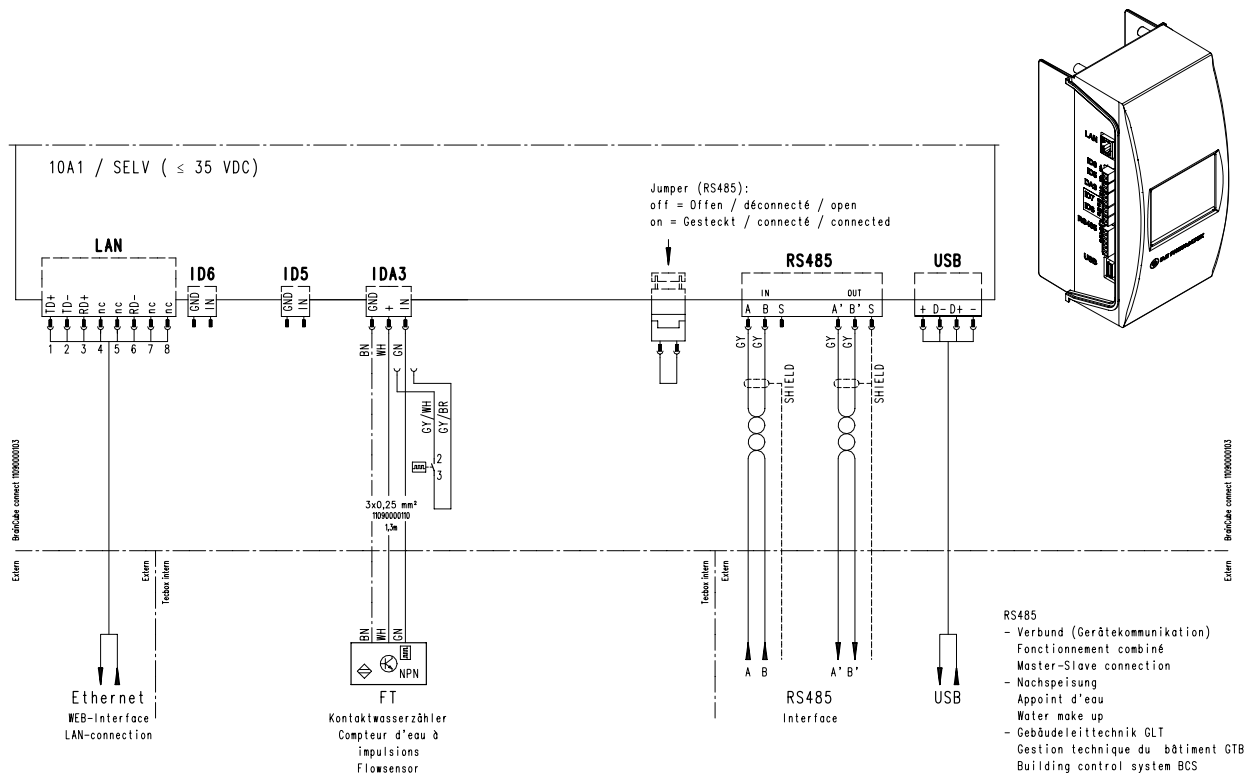 10A1 / SELV ( ≤ 35 VDC)
Jumper (RS485):
off = Offen / déconnecté / open
on = Gesteckt / connecté / connected
LAN
TD+
TD-
RD+
nc
nc
RD-
nc
nc
1 2 3 4 5 6 7 8
ID6
GND
IN
ID5
GND
IN
IDA3
GND
+
IN
BN
WH
GN
GY/WH
GY/BR
2
3
3x0,25 mm²
11090000110
1,3m
RS485
IN OUT
A B S A' B' S
GY
GY
GY
GY
SHIELD
SHIELD
USB
+ D- D+ -
LAN
ID6
ID5
ID7
RS485
USB
BrainCube connect 11090000103
Extern
Extern
Tecbox intern
Tecbox intern
Extern
BrainCube connect 11090000103
Extern
Ethernet
WEB-Interface
LAN-connection
BN
WH
GN
NPN
FT
Kontaktwasserzähler
Compteur d'eau à
impulsions
Flowsensor
A B A' B'
RS485
Interface
USB
RS485
- Verbund (Gerätekommunikation)
Fonctionnement combiné
Master-Slave connection
- Nachspeisung
Appoint d'eau
Water make up
- Gebäudeleittechnik GLT
Gestion technique du bâtiment GTB
Building control system BCS